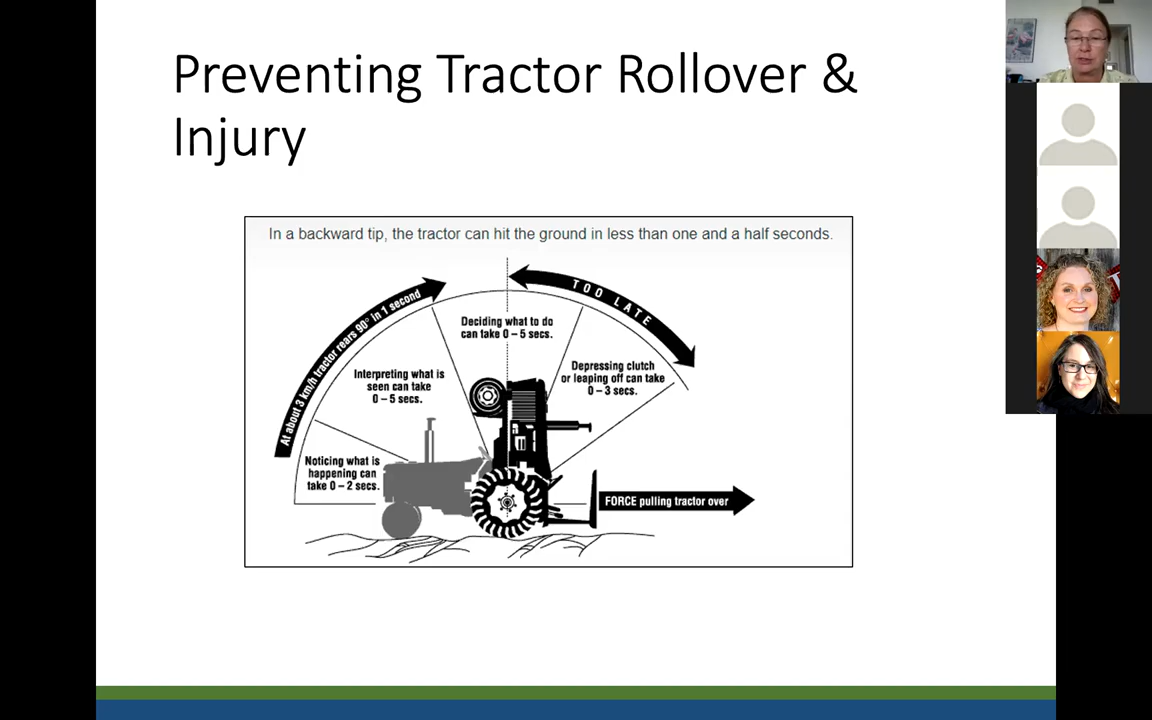 Preventing Tractor Rollover &
Injury
In a backward tip, the tractor can hit the ground in less than one and a half seconds.
At about 3 km/h tractor rears 90° in 1 second
TOO LATE
Deciding what to do
can take 0 – 5 secs.
Interpreting what is
seen can take
0 – 5 secs.
Depressing clutch
or leaping off can take
0 – 3 secs.
Noticing what is
happening can
take 0 – 2 secs.
FORCE pulling tractor over